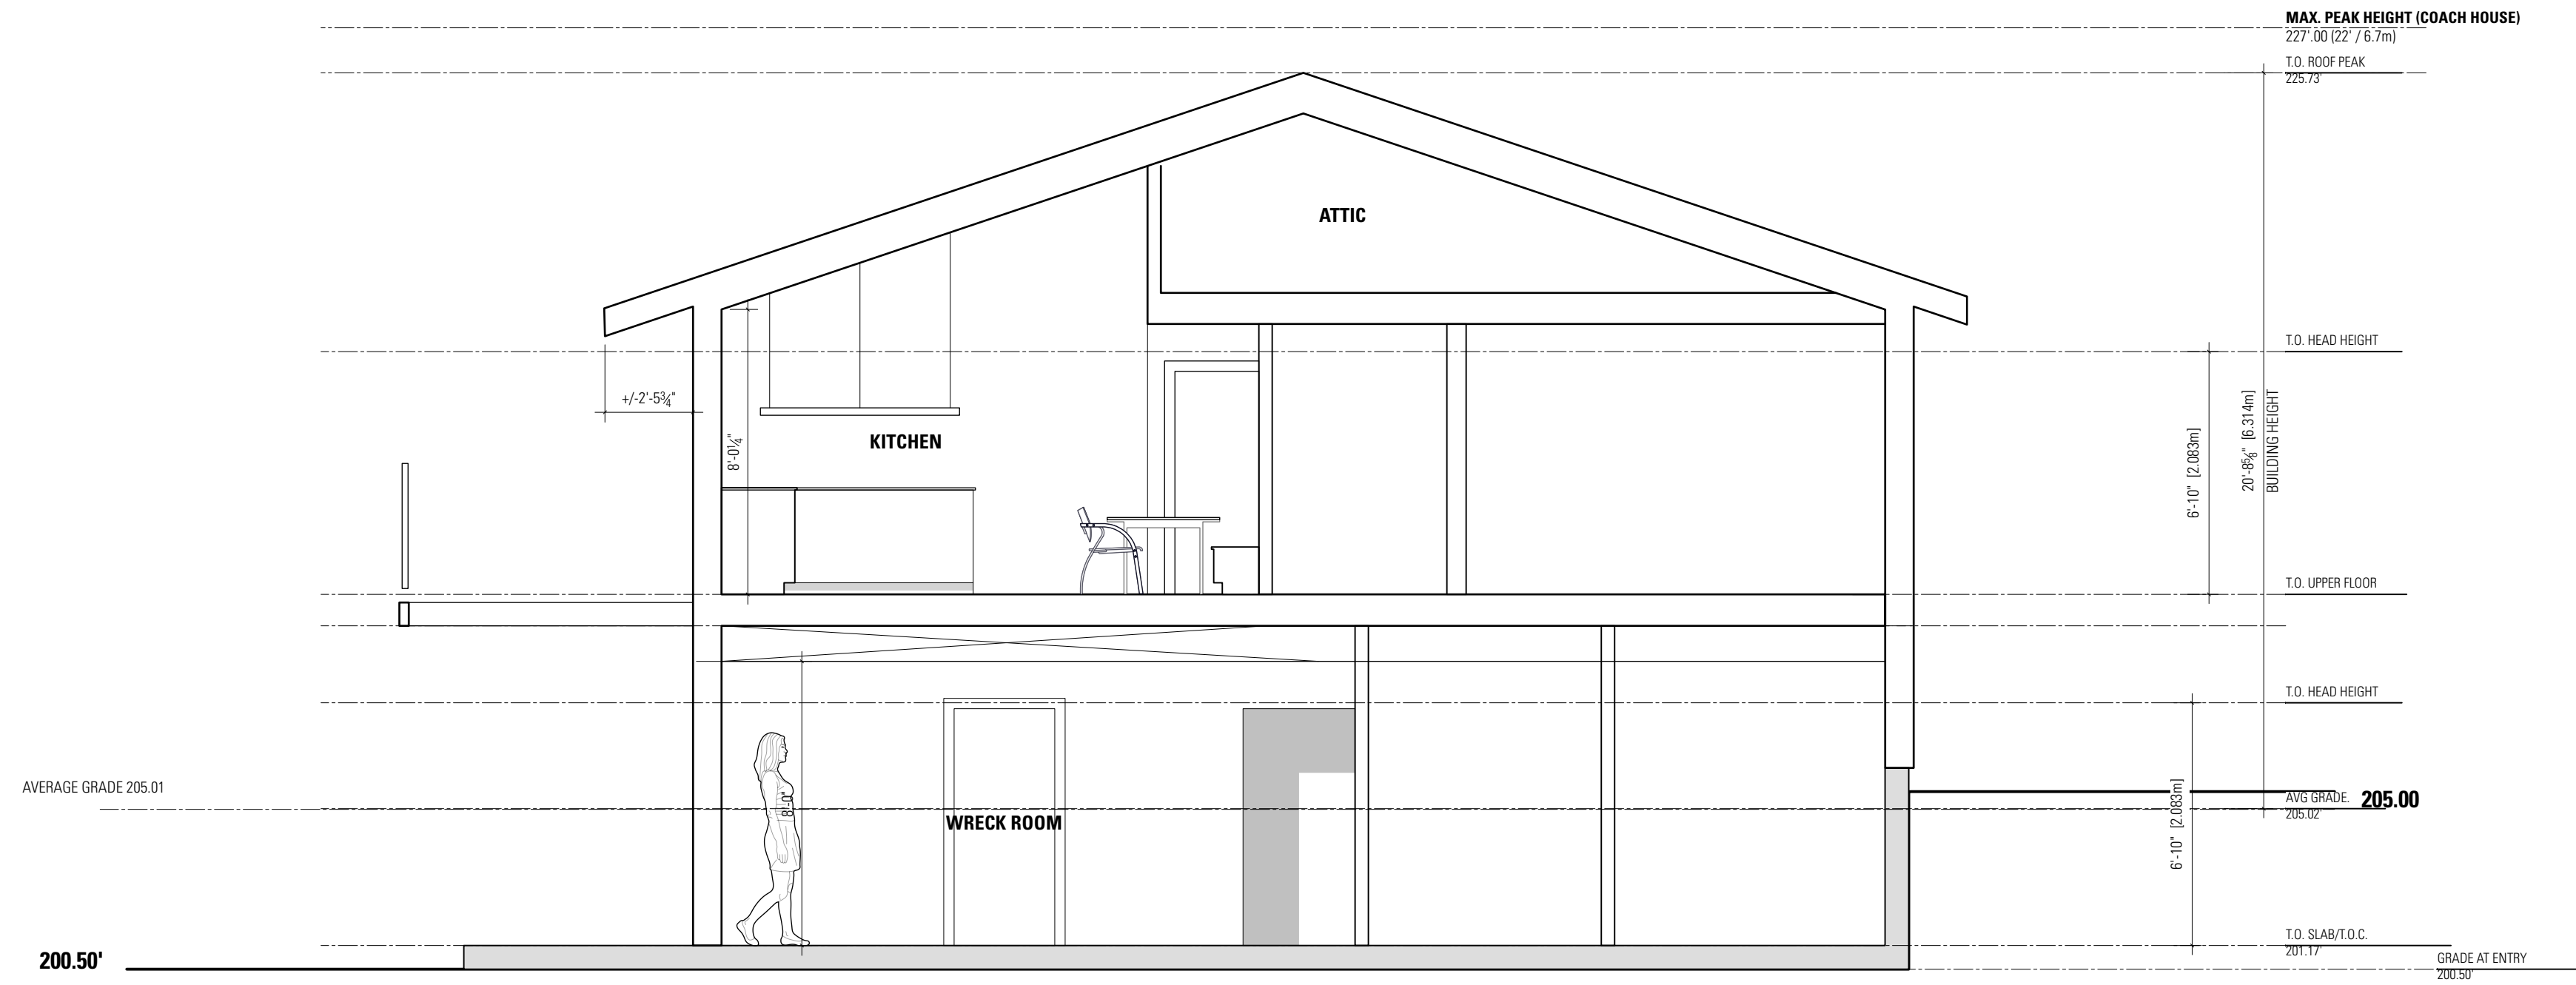 MAX. PEAK HEIGHT (COACH HOUSE)
227'.00 (22' / 6.7m)
T.O. ROOF PEAK
225.73'
ATTIC
T.O. HEAD HEIGHT
+/-2'-5¾"
8'-0¼"
KITCHEN
6'-10" [2.083m]
20'-8⅝" [6.314m]
BUILDING HEIGHT
T.O. UPPER FLOOR
T.O. HEAD HEIGHT
AVERAGE GRADE 205.01
8'-0"
WRECK ROOM
6'-10" [2.083m]
AVG GRADE.
205.02'
205.00
T.O. SLAB/T.O.C.
201.17'
200.50'
GRADE AT ENTRY
200.50'